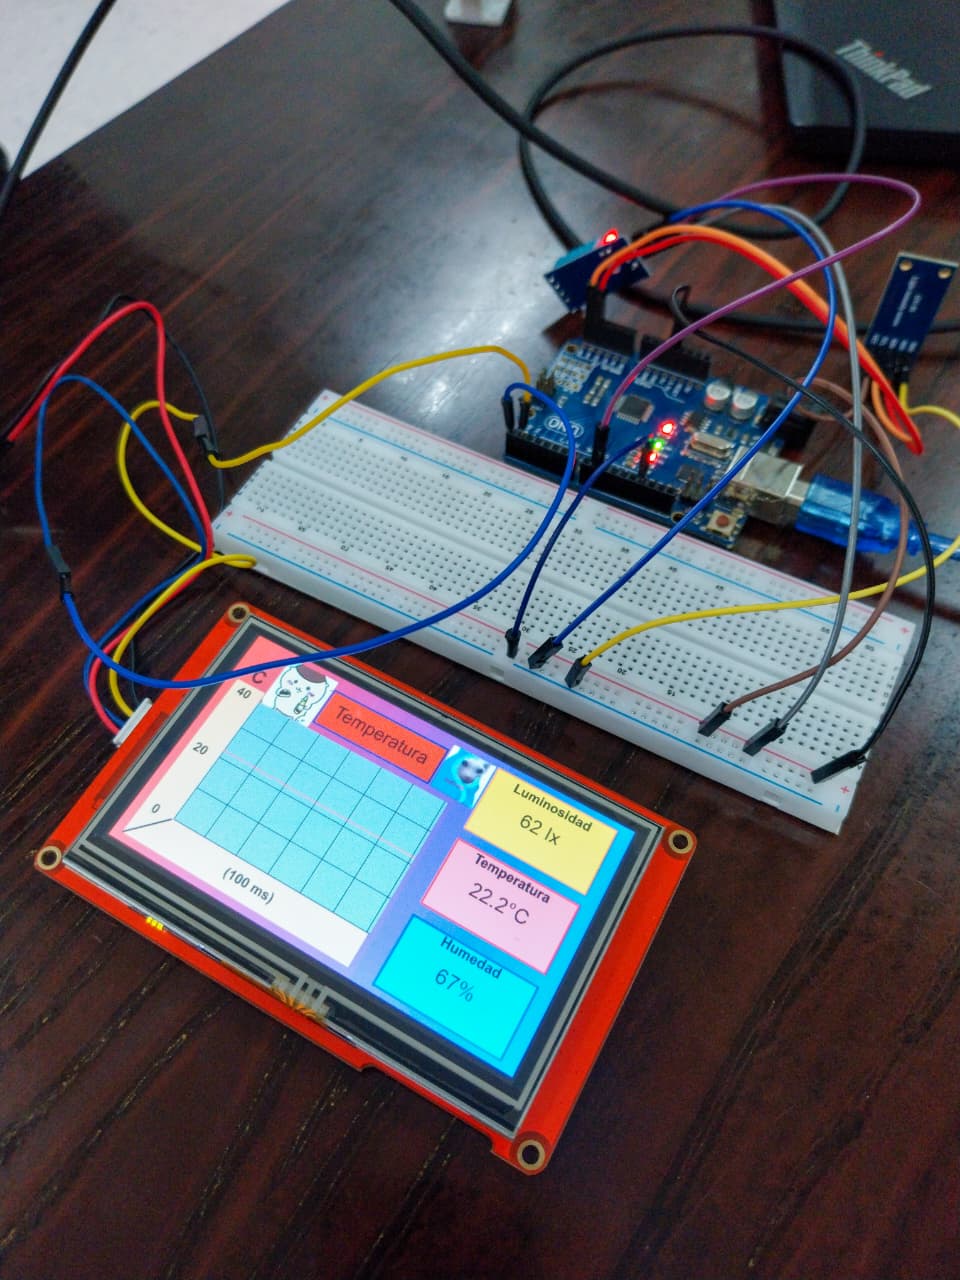 ThinkPad
UNO
C
40
20
0
(100 ms)
Temperatura
Luminosidad
62 lx
Temperatura
22.2°C
Humedad
67%